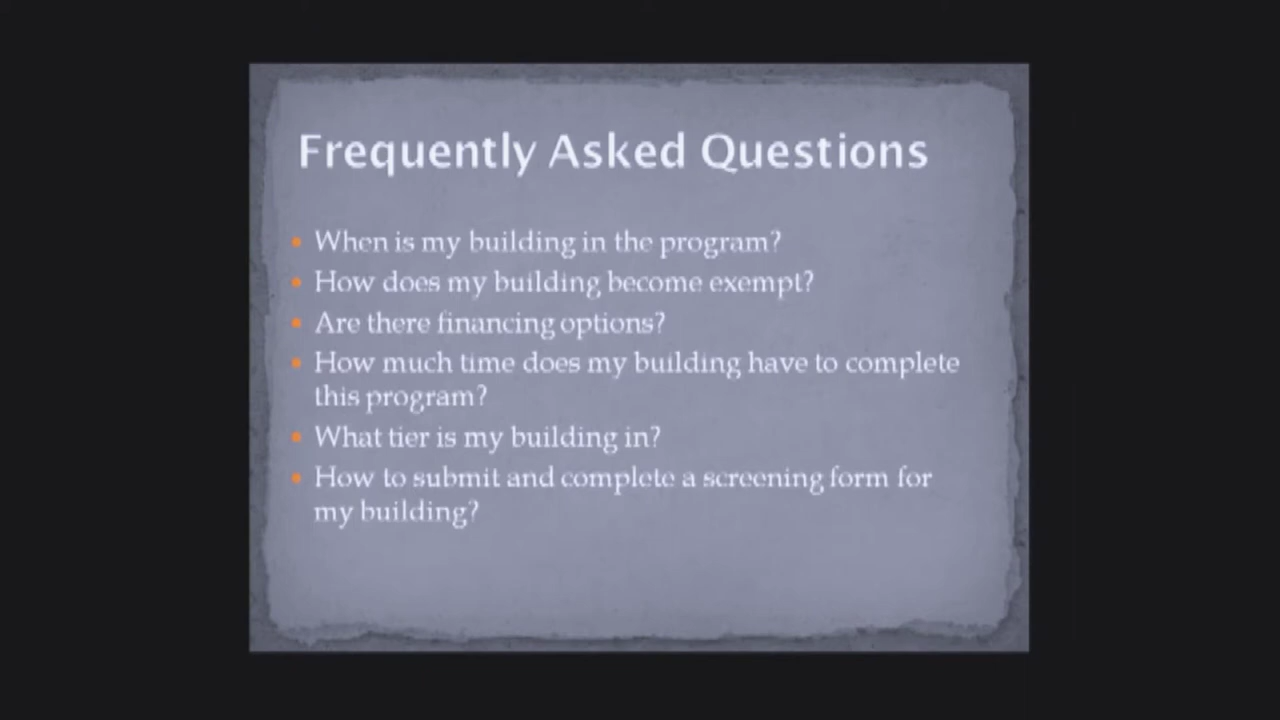 Frequently Asked Questions
When is my building in the program?
How does my building become exempt?
Are there financing options?
How much time does my building have to complete
this program?
What tier is my building in?
How to submit and complete a screening form for
my building?